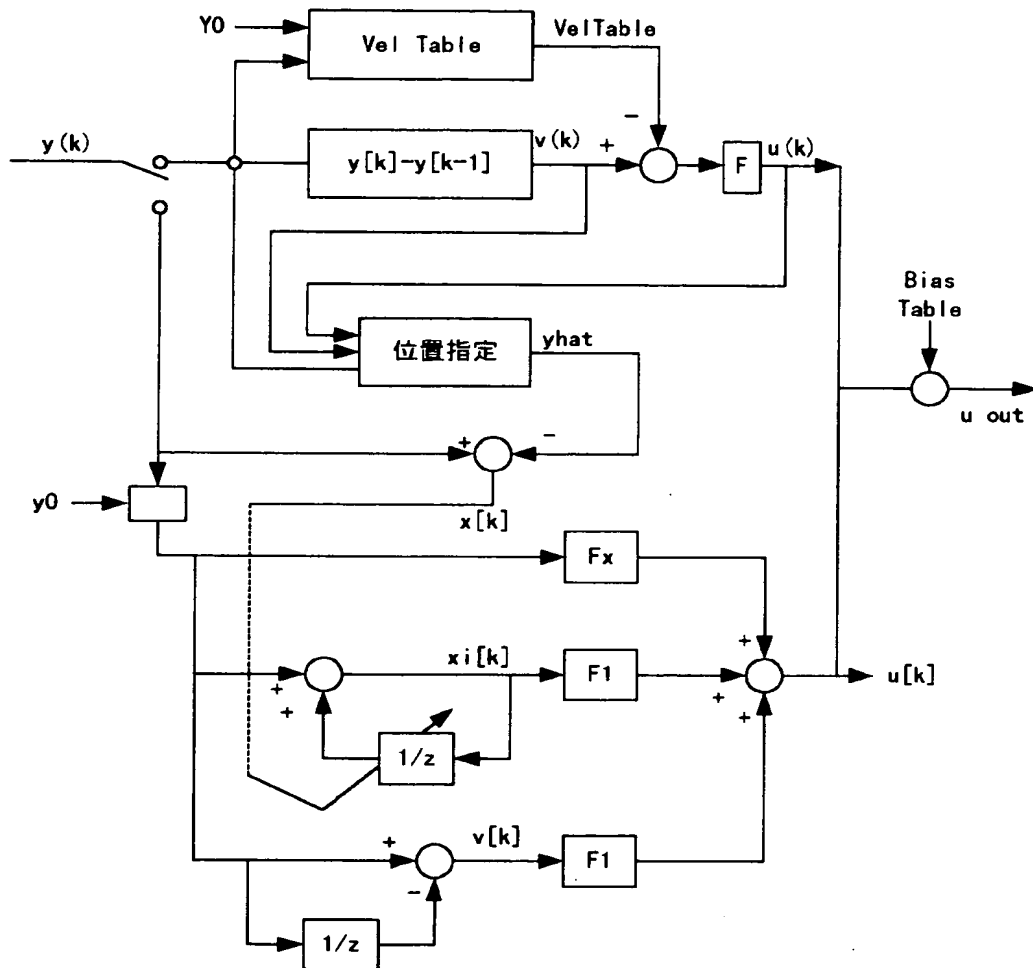 Y0
Vel Table
VelTable
−
y(k)
y[k]−y[k−1]
v(k)
+
F
u(k)
Bias
Table
位置指定
yhat
u out
+
−
y0
x[k]
Fx
+
xi[k]
F1
u[k]
+
+
+
+
1/z
v[k]
F1
+
−
1/z